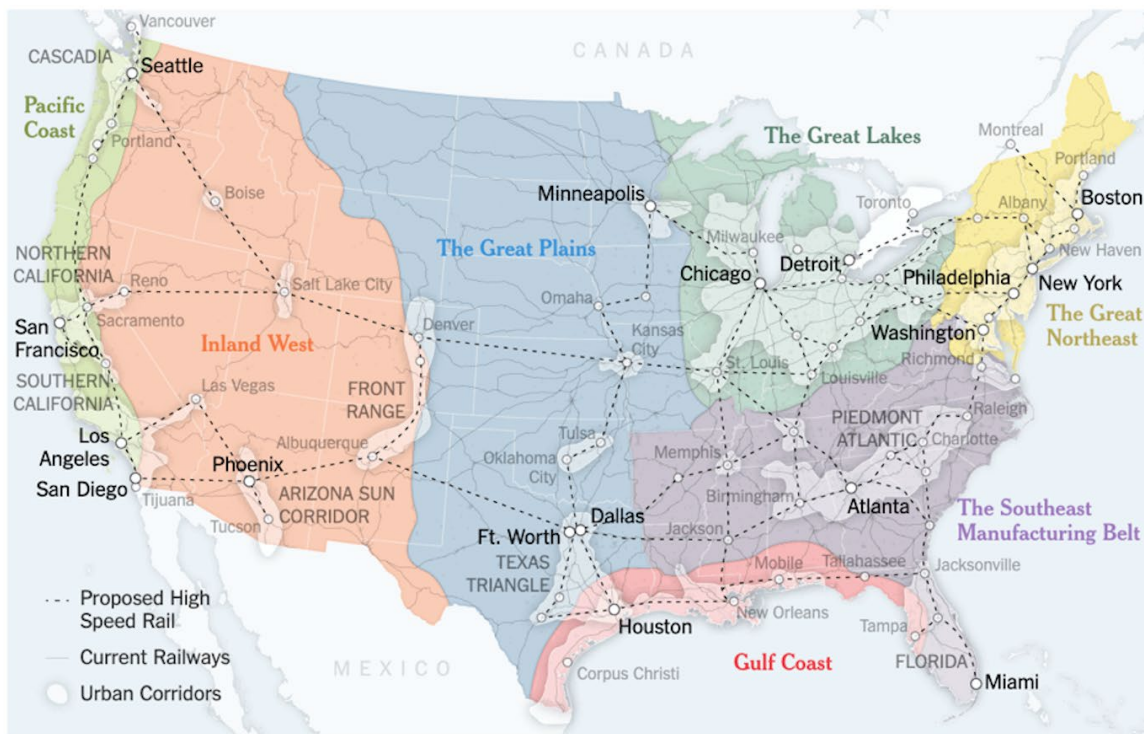 Vancouver
CANADA
CASCADIA
Seattle
Pacific
Coast
Portland
The Great Lakes
Montreal
Portland
Boise
Minneapolis
Toronto
Albany
Boston
Milwaukee
The Great Plains
NORTHERN
CALIFORNIA
Reno
Salt Lake City
Chicago
Detroit
New Haven
Philadelphia
New York
Omaha
Sacramento
San
Francisco
Denver
Kansas
City
Washington
The Great
Northeast
Inland West
Richmond
St. Louis
Louisville
SOUTHERN
CALIFORNIA
Las Vegas
FRONT
RANGE
PIEDMONT
ATLANTIC
Raleigh
Charlotte
Los
Angeles
Albuquerque
Tulsa
Oklahoma
City
Memphis
Phoenix
San Diego
Tijuana
ARIZONA SUN
CORRIDOR
Tucson
Birmingham
Atlanta
The Southeast
Manufacturing Belt
Ft. Worth
Dallas
Jackson
TEXAS
TRIANGLE
Mobile
Tallahassee
Jacksonville
Proposed High
Speed Rail
Houston
New Orleans
Tampa
Current Railways
MEXICO
Corpus Christi
Gulf Coast
FLORIDA
Urban Corridors
Miami